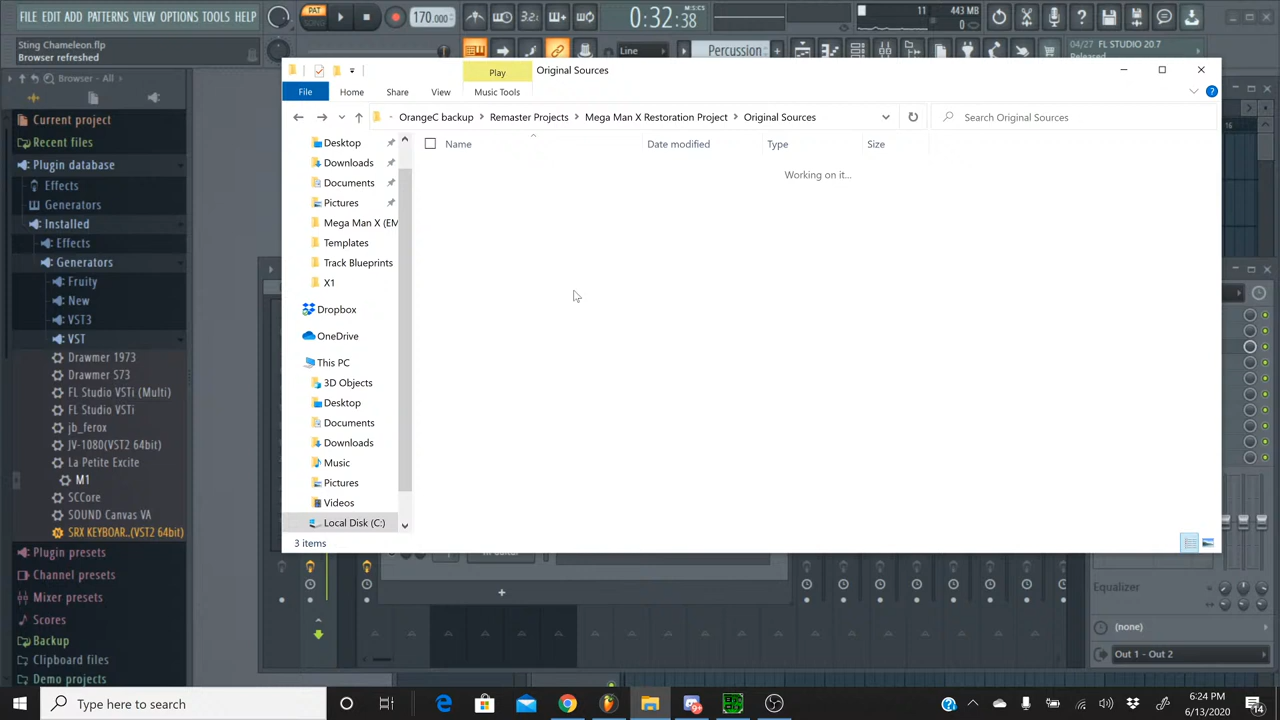 FILE EDIT ADD PATTERNS VIEW OPTIONS TOOLS HELP
PAT
170.000
3.2
0:32:38
M:S:CS
11
443 MB
0
Sting Chameleon.flp
Browser refreshed
Line
Percussion
04/27 FL STUDIO 20.7
Released
Browser - All
Current project
Recent files
Plugin database
Effects
Generators
Installed
Effects
Generators
Fruity
New
VST3
VST
Drawmer 1973
Drawmer S73
FL Studio VSTi (Multi)
FL Studio VSTi
jb_ferox
JV-1080(VST2 64bit)
La Petite Excite
M1
SCCore
SOUND Canvas VA
SRX KEYBOAR..(VST2 64bit)
Plugin presets
Channel presets
Mixer presets
Scores
Backup
Clipboard files
Demo projects
Play
Original Sources
File
Home
Share
View
Music Tools
OrangeC backup
Remaster Projects
Mega Man X Restoration Project
Original Sources
Search Original Sources
Name
Date modified
Type
Size
Working on it...
Desktop
Downloads
Documents
Pictures
Mega Man X (EM
Templates
Track Blueprints
X1
Dropbox
OneDrive
This PC
3D Objects
Desktop
Documents
Downloads
Music
Pictures
Videos
Local Disk (C:)
3 items
16
Equalizer
(none)
Out 1 - Out 2
Type here to search
6:24 PM
6/13/2020
14